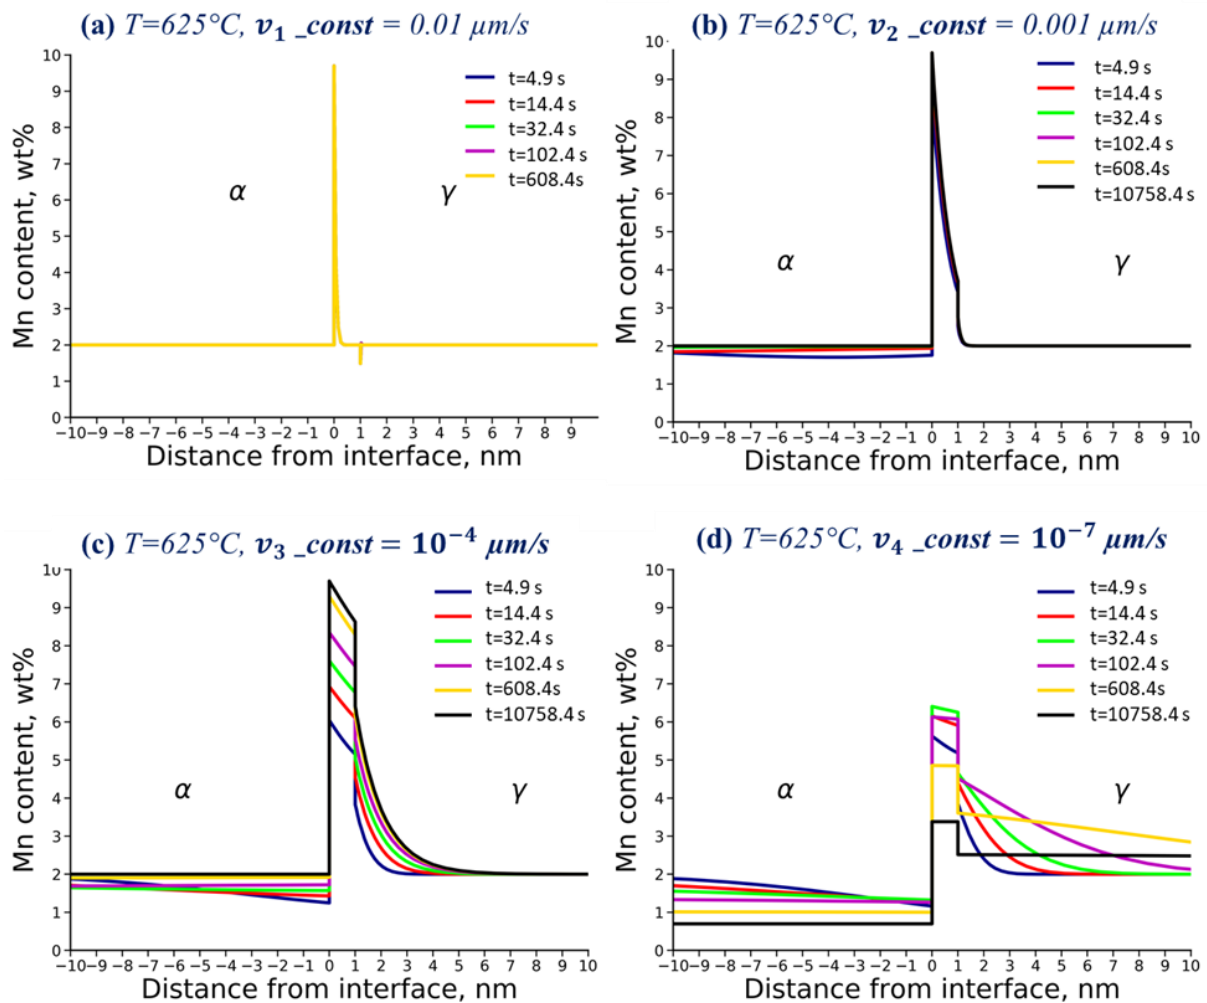 (a) T=625°C, v₁ _const = 0.01 μm/s
10
9
8
7
6
5
4
3
2
1
0
Mn content, wt%
t=4.9 s
t=14.4 s
t=32.4 s
t=102.4 s
t=608.4s
α
γ
−10−9 −8 −7 −6 −5 −4 −3 −2 −1 0 1 2 3 4 5 6 7 8 9
Distance from interface, nm
(b) T=625°C, v₂ _const = 0.001 μm/s
10
9
8
7
6
5
4
3
2
1
0
Mn content, wt%
t=4.9 s
t=14.4 s
t=32.4 s
t=102.4 s
t=608.4s
t=10758.4 s
α
γ
−10−9 −8 −7 −6 −5 −4 −3 −2 −1 0 1 2 3 4 5 6 7 8 9 10
Distance from interface, nm
(c) T=625°C, v₃ _const = 10⁻⁴ μm/s
10
9
8
7
6
5
4
3
2
1
0
Mn content, wt%
t=4.9 s
t=14.4 s
t=32.4 s
t=102.4 s
t=608.4s
t=10758.4 s
α
γ
−10−9 −8 −7 −6 −5 −4 −3 −2 −1 0 1 2 3 4 5 6 7 8 9 10
Distance from interface, nm
(d) T=625°C, v₄ _const = 10⁻⁷ μm/s
10
9
8
7
6
5
4
3
2
1
0
Mn content, wt%
t=4.9 s
t=14.4 s
t=32.4 s
t=102.4 s
t=608.4s
t=10758.4 s
α
γ
−10−9 −8 −7 −6 −5 −4 −3 −2 −1 0 1 2 3 4 5 6 7 8 9 10
Distance from interface, nm